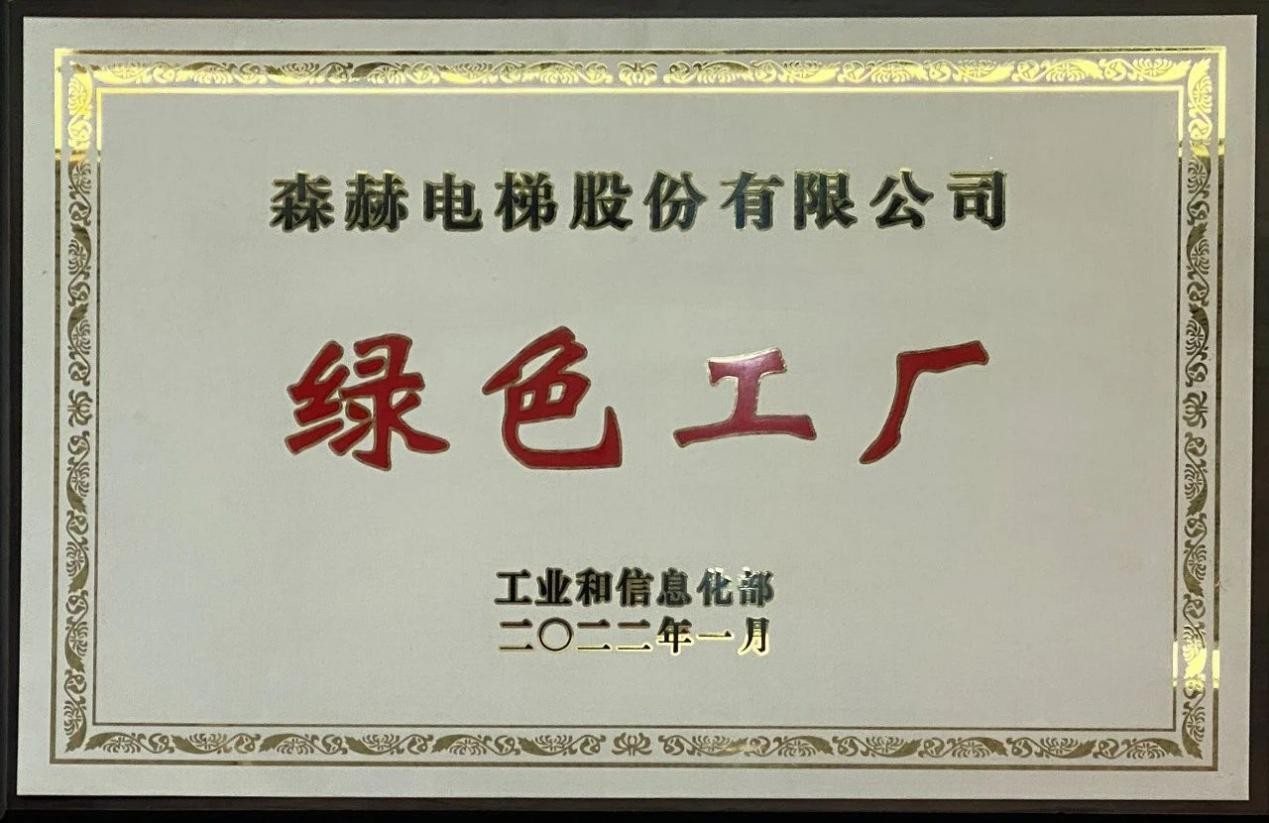 森赫电梯股份有限公司
绿色工厂
工业和信息化部
二〇二二年一月